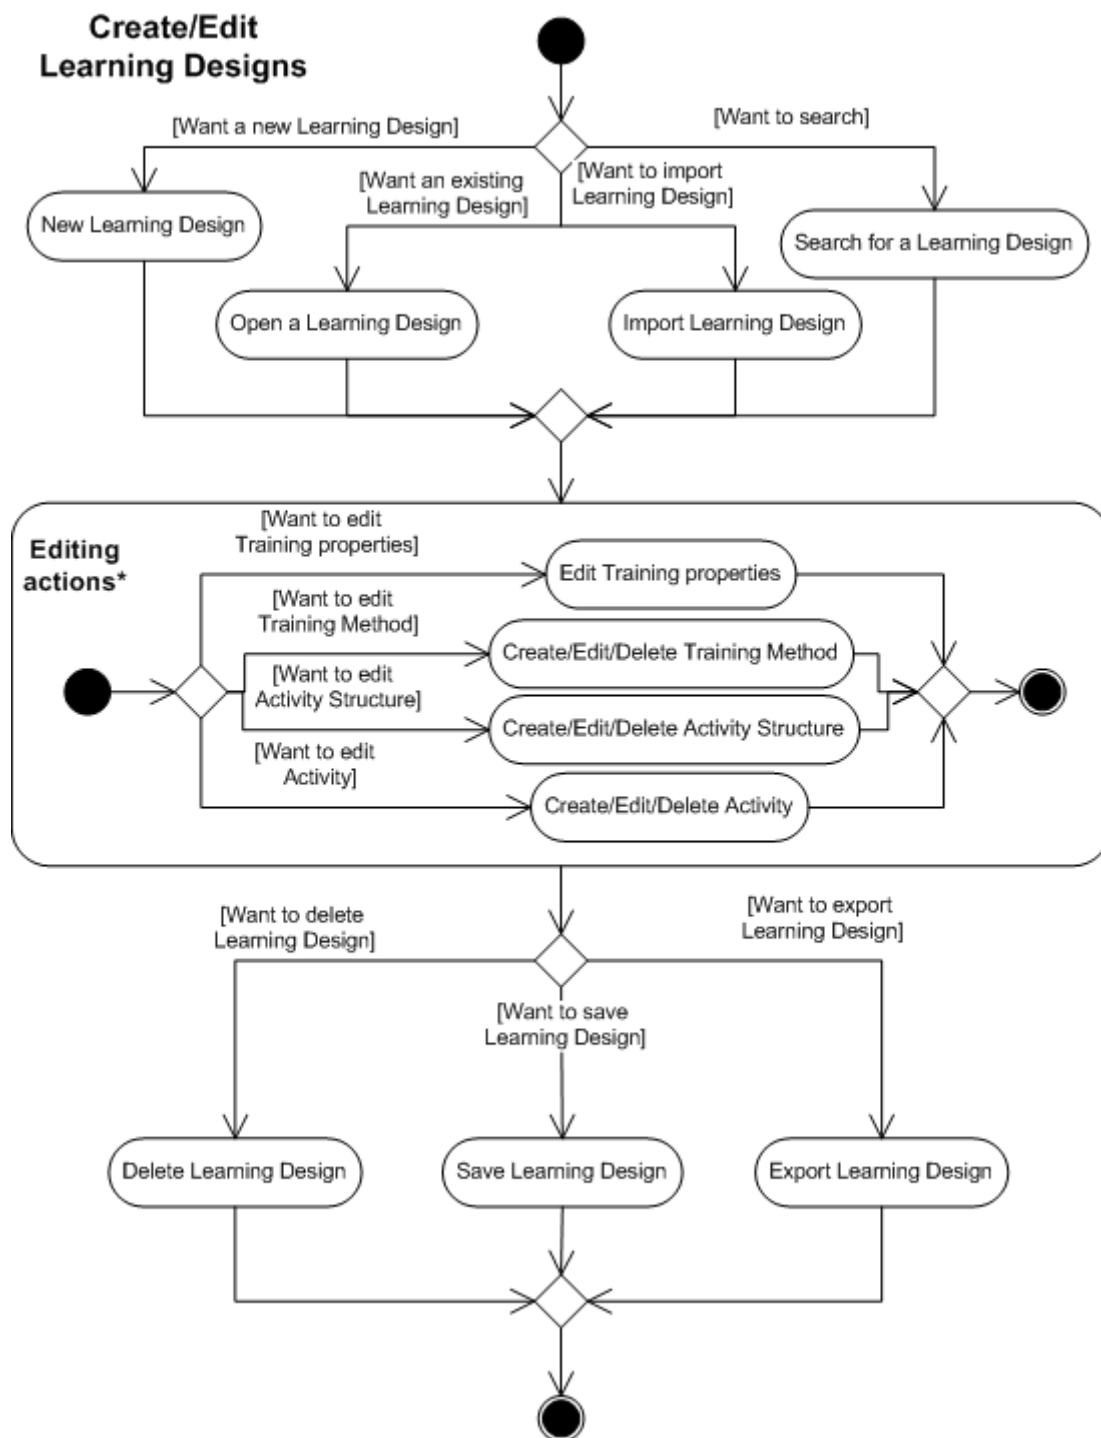 Create/Edit
Learning Designs
[Want a new Learning Design]
[Want to search]
[Want an existing
Learning Design]
[Want to import
Learning Design]
New Learning Design
Search for a Learning Design
Open a Learning Design
Import Learning Design
Editing
actions*
[Want to edit
Training properties]
Edit Training properties
[Want to edit
Training Method]
Create/Edit/Delete Training Method
[Want to edit
Activity Structure]
Create/Edit/Delete Activity Structure
[Want to edit
Activity]
Create/Edit/Delete Activity
[Want to delete
Learning Design]
[Want to export
Learning Design]
[Want to save
Learning Design]
Delete Learning Design
Save Learning Design
Export Learning Design